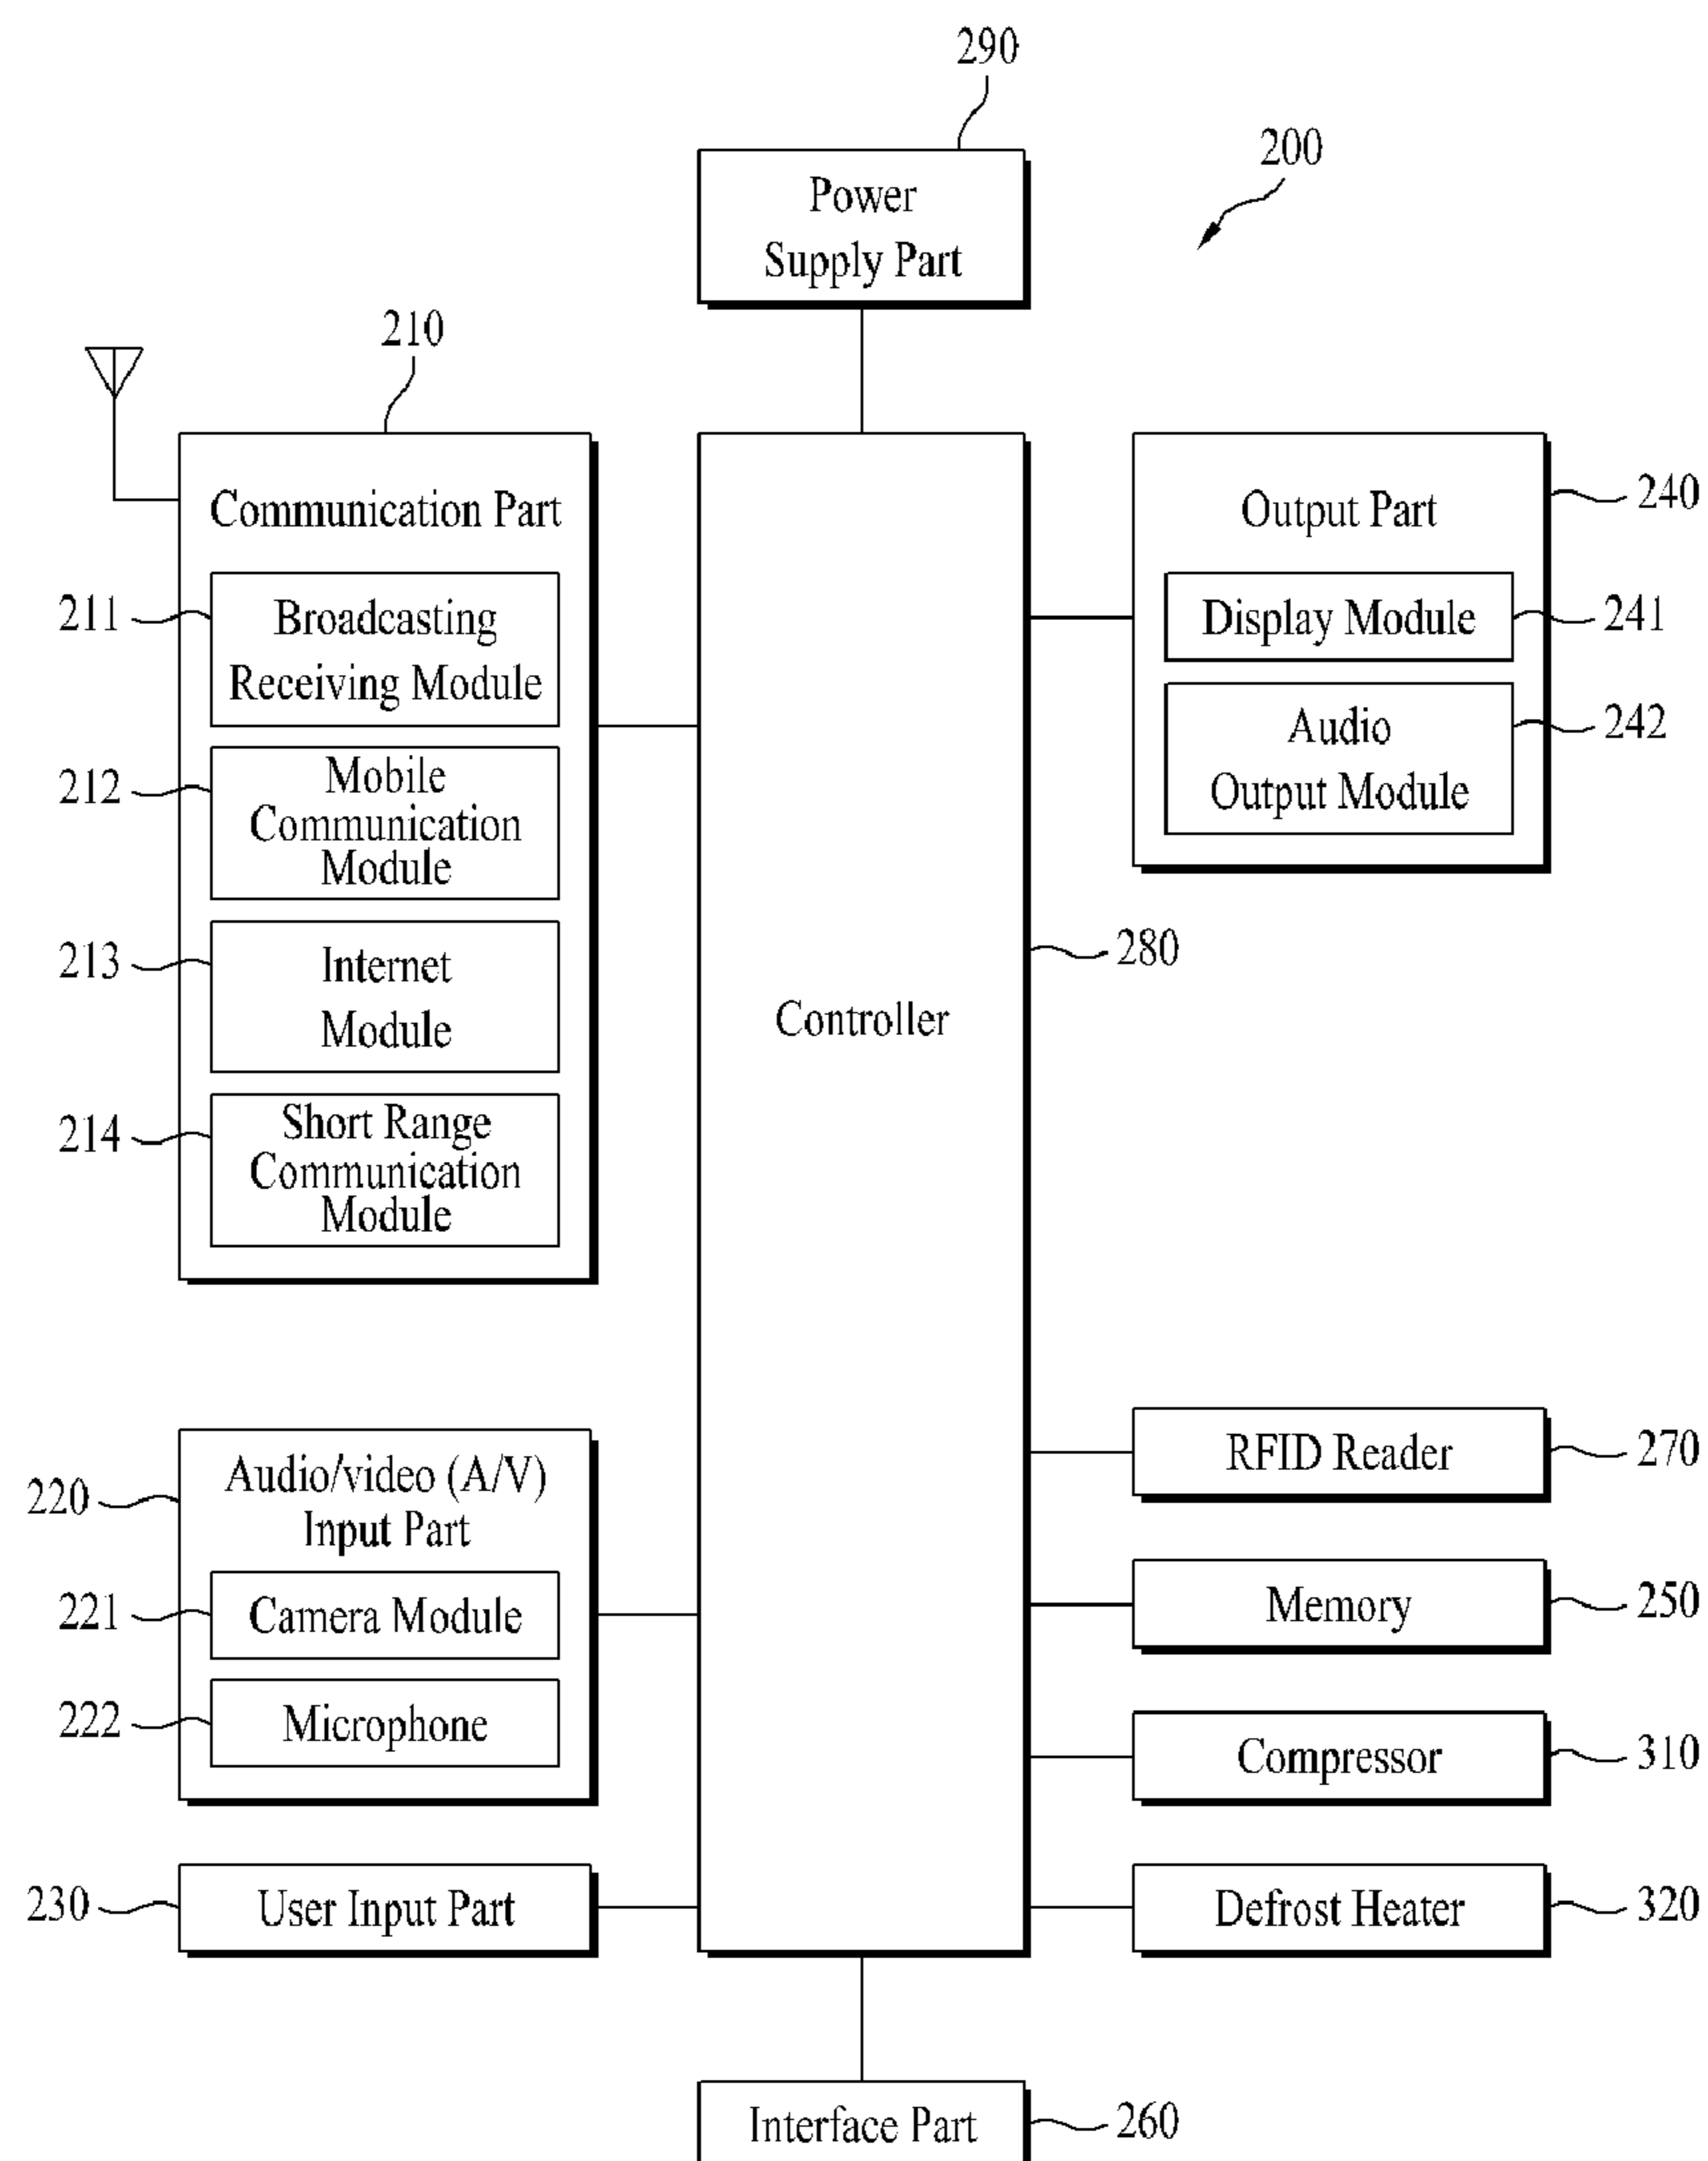 290
200
Power
Supply Part
210
Communication Part
211
Broadcasting
Receiving Module
212
Mobile
Communication
Module
213
Internet
Module
214
Short Range
Communication
Module
Output Part
240
Display Module
241
Audio
Output Module
242
280
Controller
220
Audio/video (A/V)
Input Part
221
Camera Module
222
Microphone
230
User Input Part
RFID Reader
270
Memory
250
Compressor
310
Defrost Heater
320
Interface Part
260